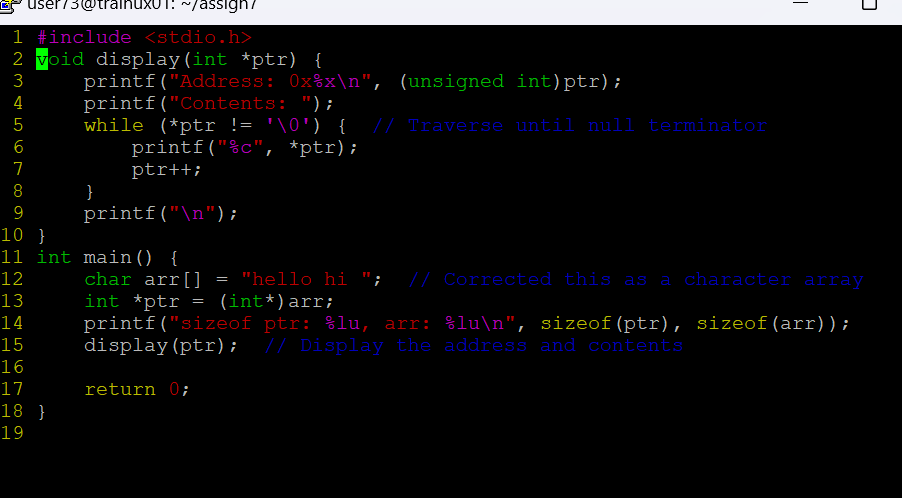 user73@trainux01: ~/assign7
1 #include <stdio.h>
2 void display(int *ptr) {
3     printf("Address: 0x%x\n", (unsigned int)ptr);
4     printf("Contents: ");
5     while (*ptr != '\0') {  // Traverse until null terminator
6         printf("%c", *ptr);
7         ptr++;
8     }
9     printf("\n");
10 }
11 int main() {
12     char arr[] = "hello hi ";  // Corrected this as a character array
13     int *ptr = (int*)arr;
14     printf("sizeof ptr: %lu, arr: %lu\n", sizeof(ptr), sizeof(arr));
15     display(ptr);  // Display the address and contents
16
17     return 0;
18 }
19